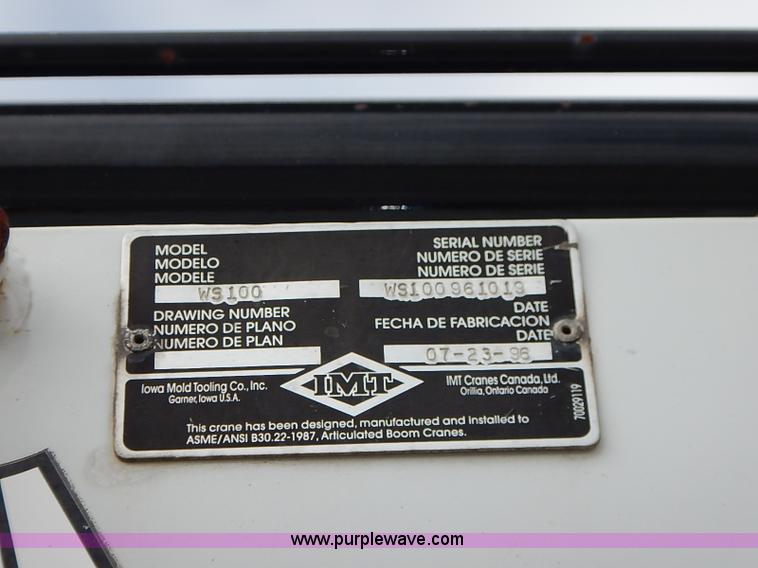 MODEL
MODELO
MODELE
WS100
SERIAL NUMBER
NUMERO DE SERIE
NUMERO DE SERIE
WS100961019
DRAWING NUMBER
NUMERO DE PLANO
NUMERO DE PLAN
DATE
FECHA DE FABRICACION
DATE
07-23-96
Iowa Mold Tooling Co., Inc.
Garner, Iowa U.S.A.
IMT
IMT Cranes Canada, Ltd.
Orillia, Ontario Canada
70029119
This crane has been designed, manufactured and installed to
ASME/ANSI B30.22-1987, Articulated Boom Cranes.
www.purplewave.com